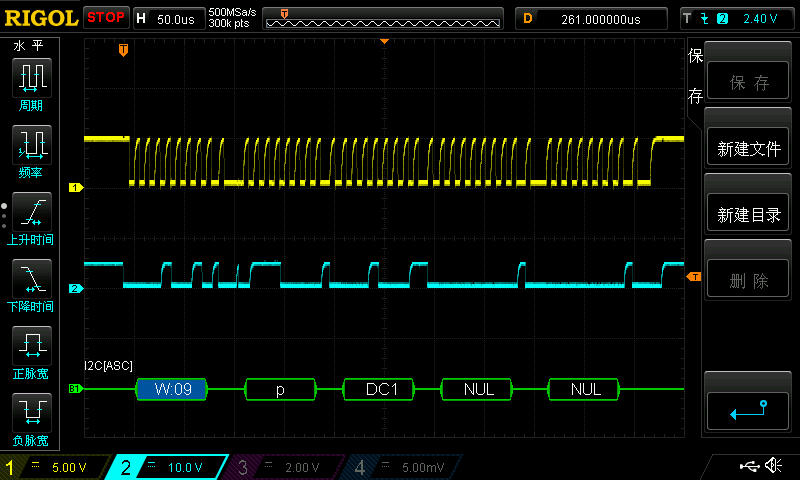 RIGOL STOP H 50.0us 500MSa/s 300k pts T D 261.000000us T 2 2.40 V
水 平
周期
频率
上升时间
下降时间
正脉宽
负脉宽
T
1
2
T
I2C[ASC]
B1 W:09 p DC1 NUL NUL
保存
保 存
新建文件
新建目录
删 除
1 5.00 V 2 10.0 V 3 2.00 V 4 5.00mV